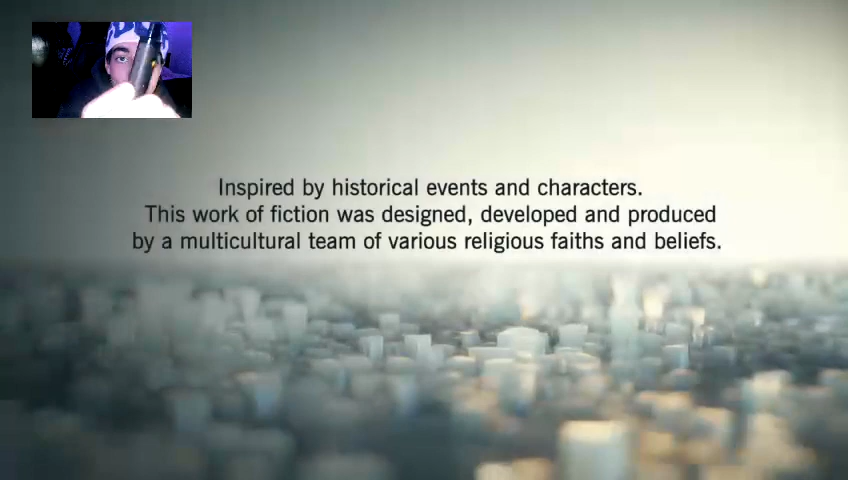 Inspired by historical events and characters.
This work of fiction was designed, developed and produced
by a multicultural team of various religious faiths and beliefs.